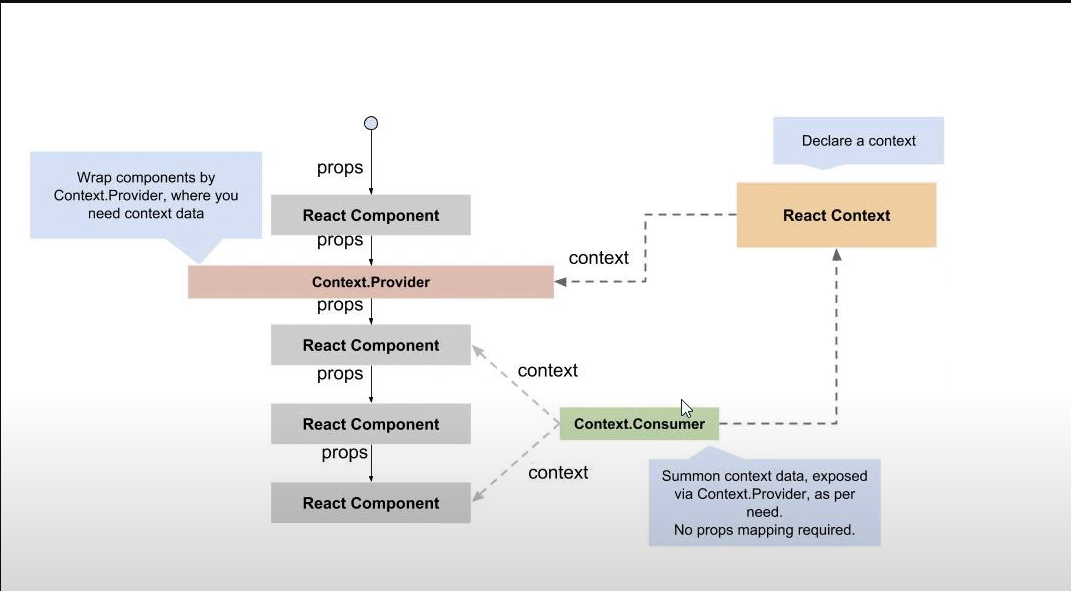 Declare a context
props
Wrap components by
Context.Provider, where you
need context data
React Component
React Context
props
context
Context.Provider
props
React Component
props
context
React Component
Context.Consumer
props
context
Summon context data, exposed
via Context.Provider, as per
need.
No props mapping required.
React Component